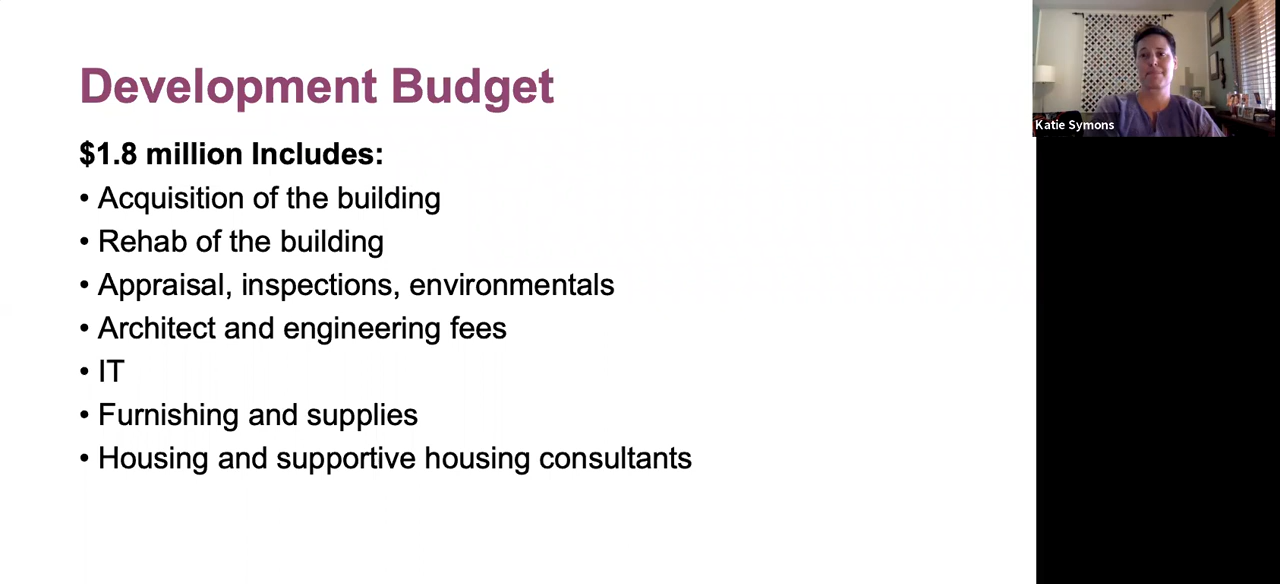 Development Budget
$1.8 million Includes:
• Acquisition of the building
• Rehab of the building
• Appraisal, inspections, environmentals
• Architect and engineering fees
• IT
• Furnishing and supplies
• Housing and supportive housing consultants
Katie Symons